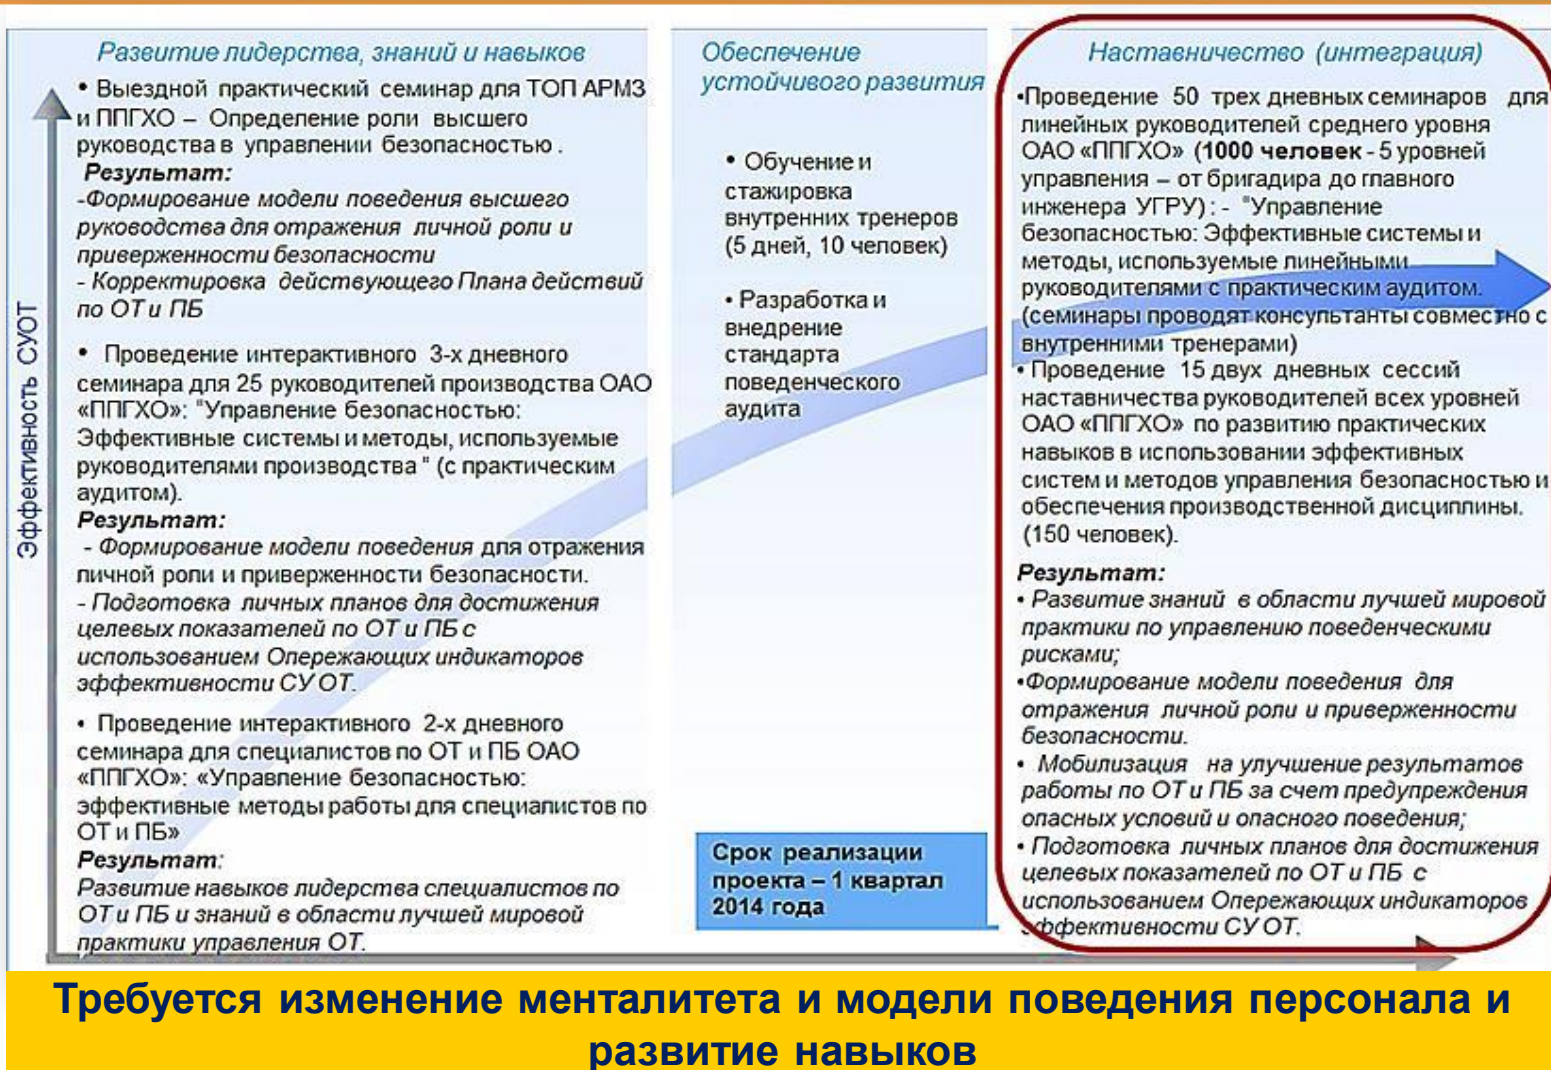 Эффективность СУОТ
Развитие лидерства, знаний и навыков
• Выездной практический семинар для ТОП АРМЗ
и ППГХО – Определение роли высшего
руководства в управлении безопасностью .
Результат:
-Формирование модели поведения высшего
руководства для отражения личной роли и
приверженности безопасности
- Корректировка действующего Плана действий
по ОТ и ПБ
• Проведение интерактивного 3-х дневного
семинара для 25 руководителей производства ОАО
«ППГХО»: "Управление безопасностью:
Эффективные системы и методы, используемые
руководителями производства " (с практическим
аудитом).
Результат:
- Формирование модели поведения для отражения
личной роли и приверженности безопасности.
- Подготовка личных планов для достижения
целевых показателей по ОТ и ПБ с
использованием Опережающих индикаторов
эффективности СУ ОТ.
• Проведение интерактивного 2-х дневного
семинара для специалистов по ОТ и ПБ ОАО
«ППГХО»: «Управление безопасностью:
эффективные методы работы для специалистов по
ОТ и ПБ»
Результат:
Развитие навыков лидерства специалистов по
ОТ и ПБ и знаний в области лучшей мировой
практики управления ОТ.
Обеспечение
устойчивого развития
• Обучение и
стажировка
внутренних тренеров
(5 дней, 10 человек)
• Разработка и
внедрение
стандарта
поведенческого
аудита
Срок реализации
проекта – 1 квартал
2014 года
Наставничество (интеграция)
•Проведение 50 трех дневных семинаров для
линейных руководителей среднего уровня
ОАО «ППГХО» (1000 человек - 5 уровней
управления – от бригадира до главного
инженера УГРУ) : - "Управление
безопасностью: Эффективные системы и
методы, используемые линейными
руководителями с практическим аудитом.
(семинары проводят консультанты совместно с
внутренними тренерами)
• Проведение 15 двух дневных сессий
наставничества руководителей всех уровней
ОАО «ППГХО» по развитию практических
навыков в использовании эффективных
систем и методов управления безопасностью и
обеспечения производственной дисциплины.
(150 человек).
Результат:
• Развитие знаний в области лучшей мировой
практики по управлению поведенческими
рисками;
•Формирование модели поведения для
отражения личной роли и приверженности
безопасности.
• Мобилизация на улучшение результатов
работы по ОТ и ПБ за счет предупреждения
опасных условий и опасного поведения;
• Подготовка личных планов для достижения
целевых показателей по ОТ и ПБ с
использованием Опережающих индикаторов
эффективности СУ ОТ.
Требуется изменение менталитета и модели поведения персонала и
развитие навыков